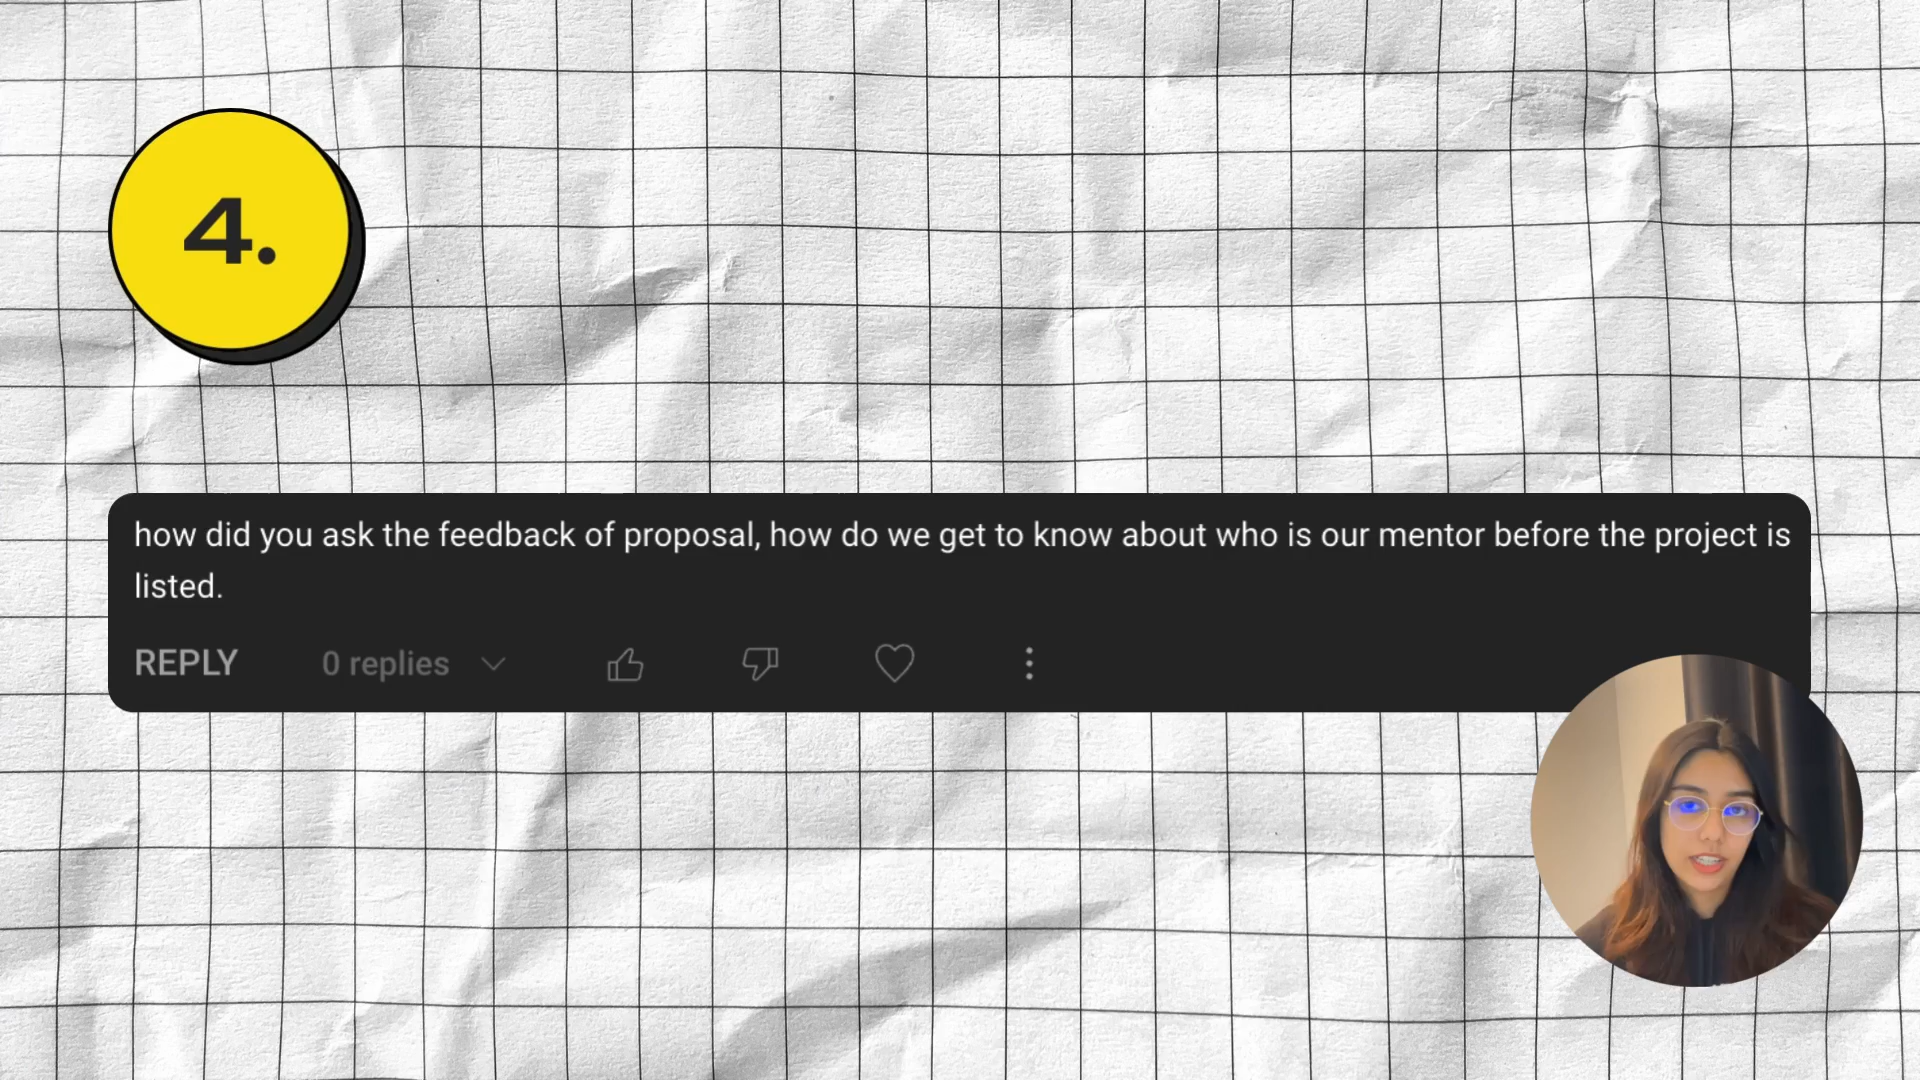 4.
how did you ask the feedback of proposal, how do we get to know about who is our mentor before the project is
listed.
REPLY 0 replies